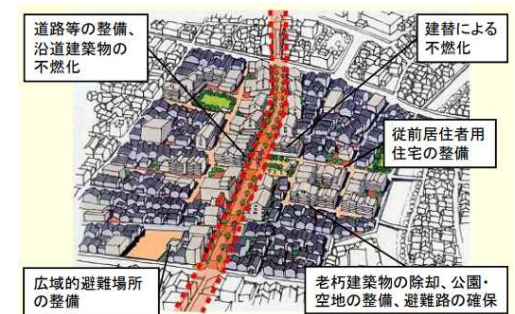 道路等の整備、
沿道建築物の
不燃化
建替による
不燃化
従前居住者用
住宅の整備
広域的避難場所
の整備
老朽建築物の除却、公園・
空地の整備、避難路の確保